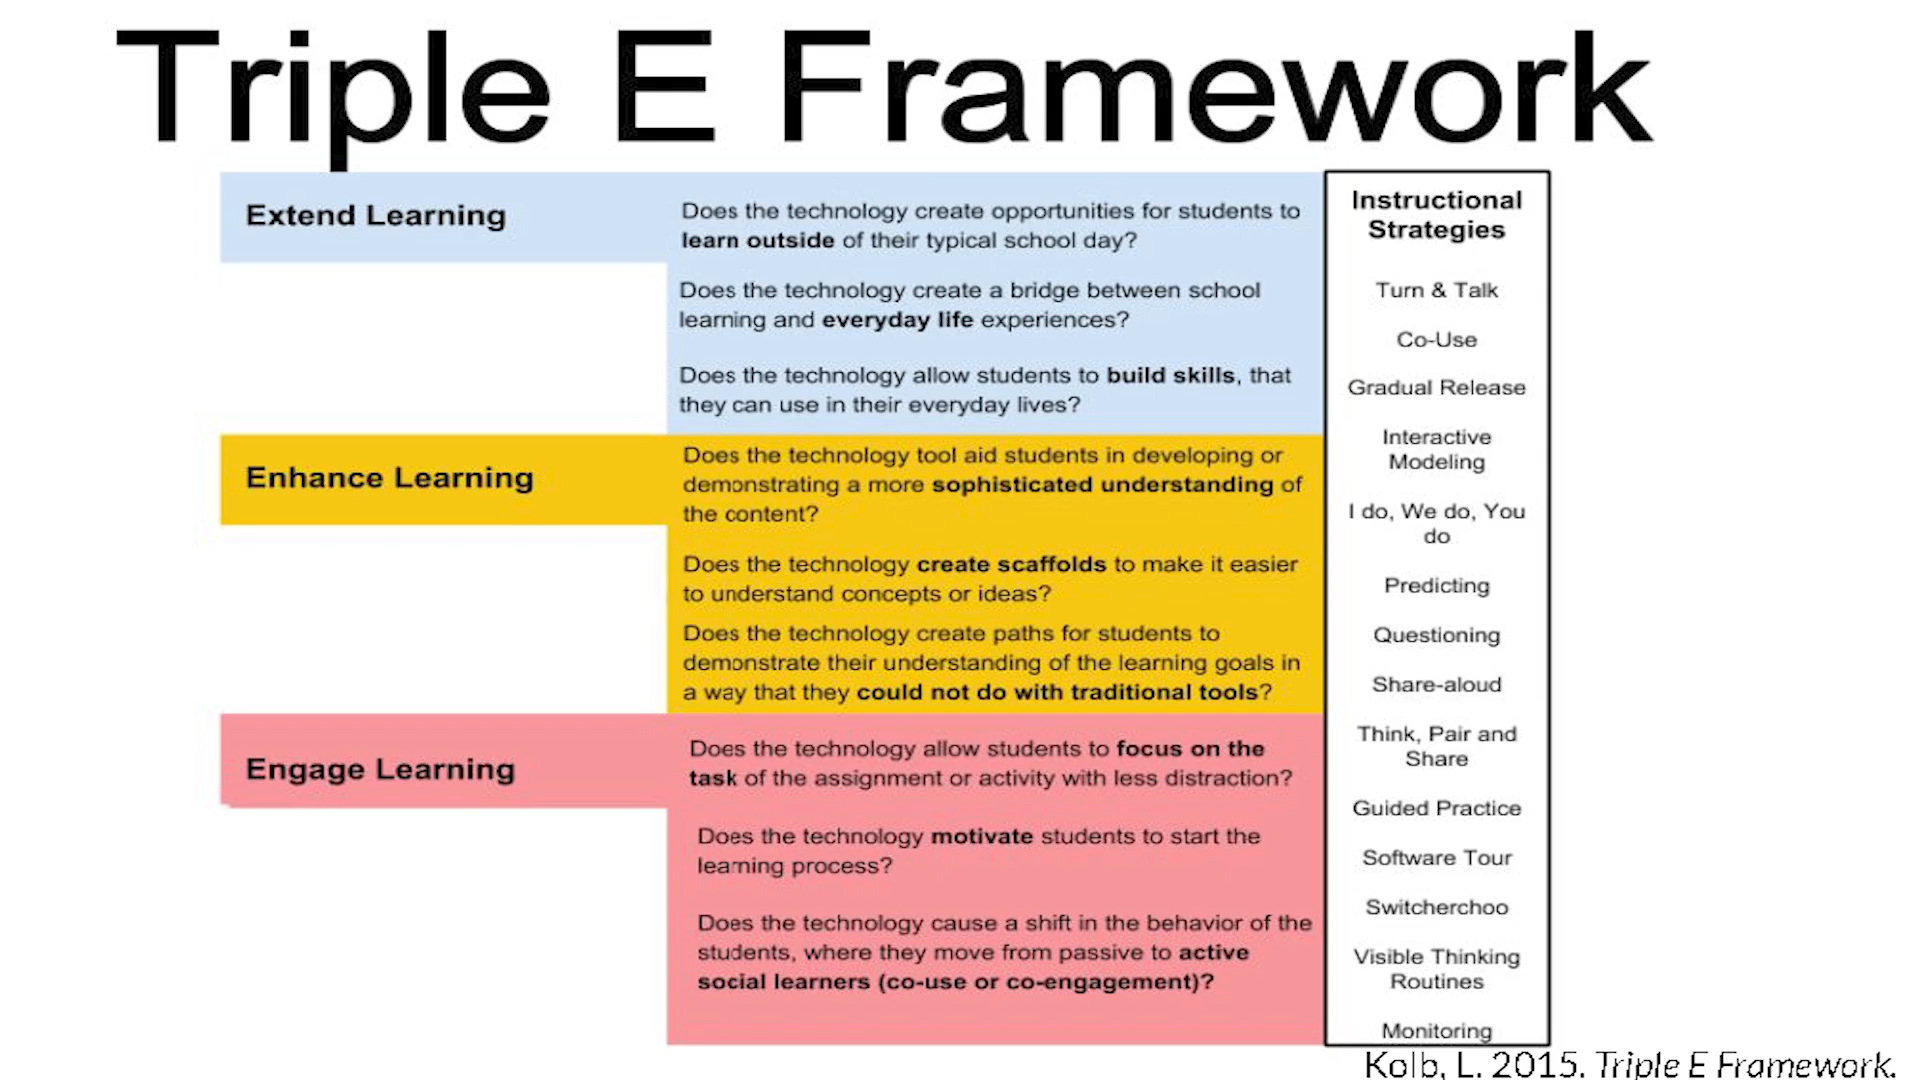 Triple E Framework
Extend Learning
Does the technology create opportunities for students to
learn outside of their typical school day?
Does the technology create a bridge between school
learning and everyday life experiences?
Does the technology allow students to build skills, that
they can use in their everyday lives?
Enhance Learning
Does the technology tool aid students in developing or
demonstrating a more sophisticated understanding of
the content?
Does the technology create scaffolds to make it easier
to understand concepts or ideas?
Does the technology create paths for students to
demonstrate their understanding of the learning goals in
a way that they could not do with traditional tools?
Engage Learning
Does the technology allow students to focus on the
task of the assignment or activity with less distraction?
Does the technology motivate students to start the
learning process?
Does the technology cause a shift in the behavior of the
students, where they move from passive to active
social learners (co-use or co-engagement)?
Instructional
Strategies
Turn & Talk
Co-Use
Gradual Release
Interactive
Modeling
I do, We do, You
do
Predicting
Questioning
Share-aloud
Think, Pair and
Share
Guided Practice
Software Tour
Switcherchoo
Visible Thinking
Routines
Monitoring
Kolb, L. 2015. Triple E Framework.